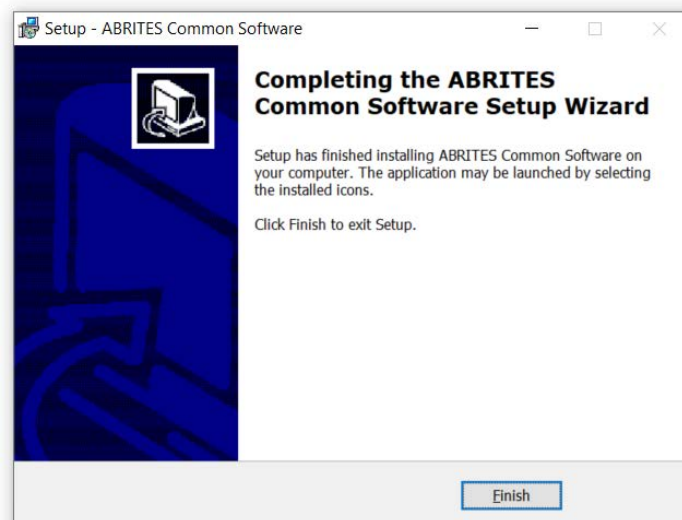 Setup - ABRITES Common Software
Completing the ABRITES
Common Software Setup Wizard
Setup has finished installing ABRITES Common Software on
your computer. The application may be launched by selecting
the installed icons.
Click Finish to exit Setup.
Finish